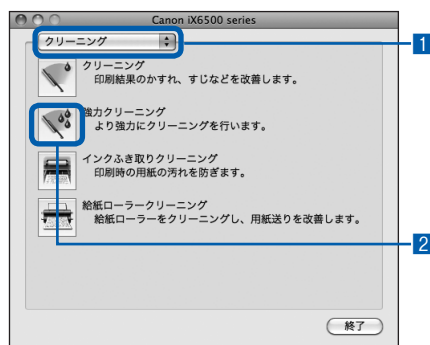 Canon iX6500 series
クリーニング
1
クリーニング
印刷結果のかすれ、すじなどを改善します。
強力クリーニング
より強力にクリーニングを行います。
インクふき取りクリーニング
印刷時の用紙の汚れを防ぎます。
給紙ローラークリーニング
給紙ローラーをクリーニングし、用紙送りを改善します。
2
終了